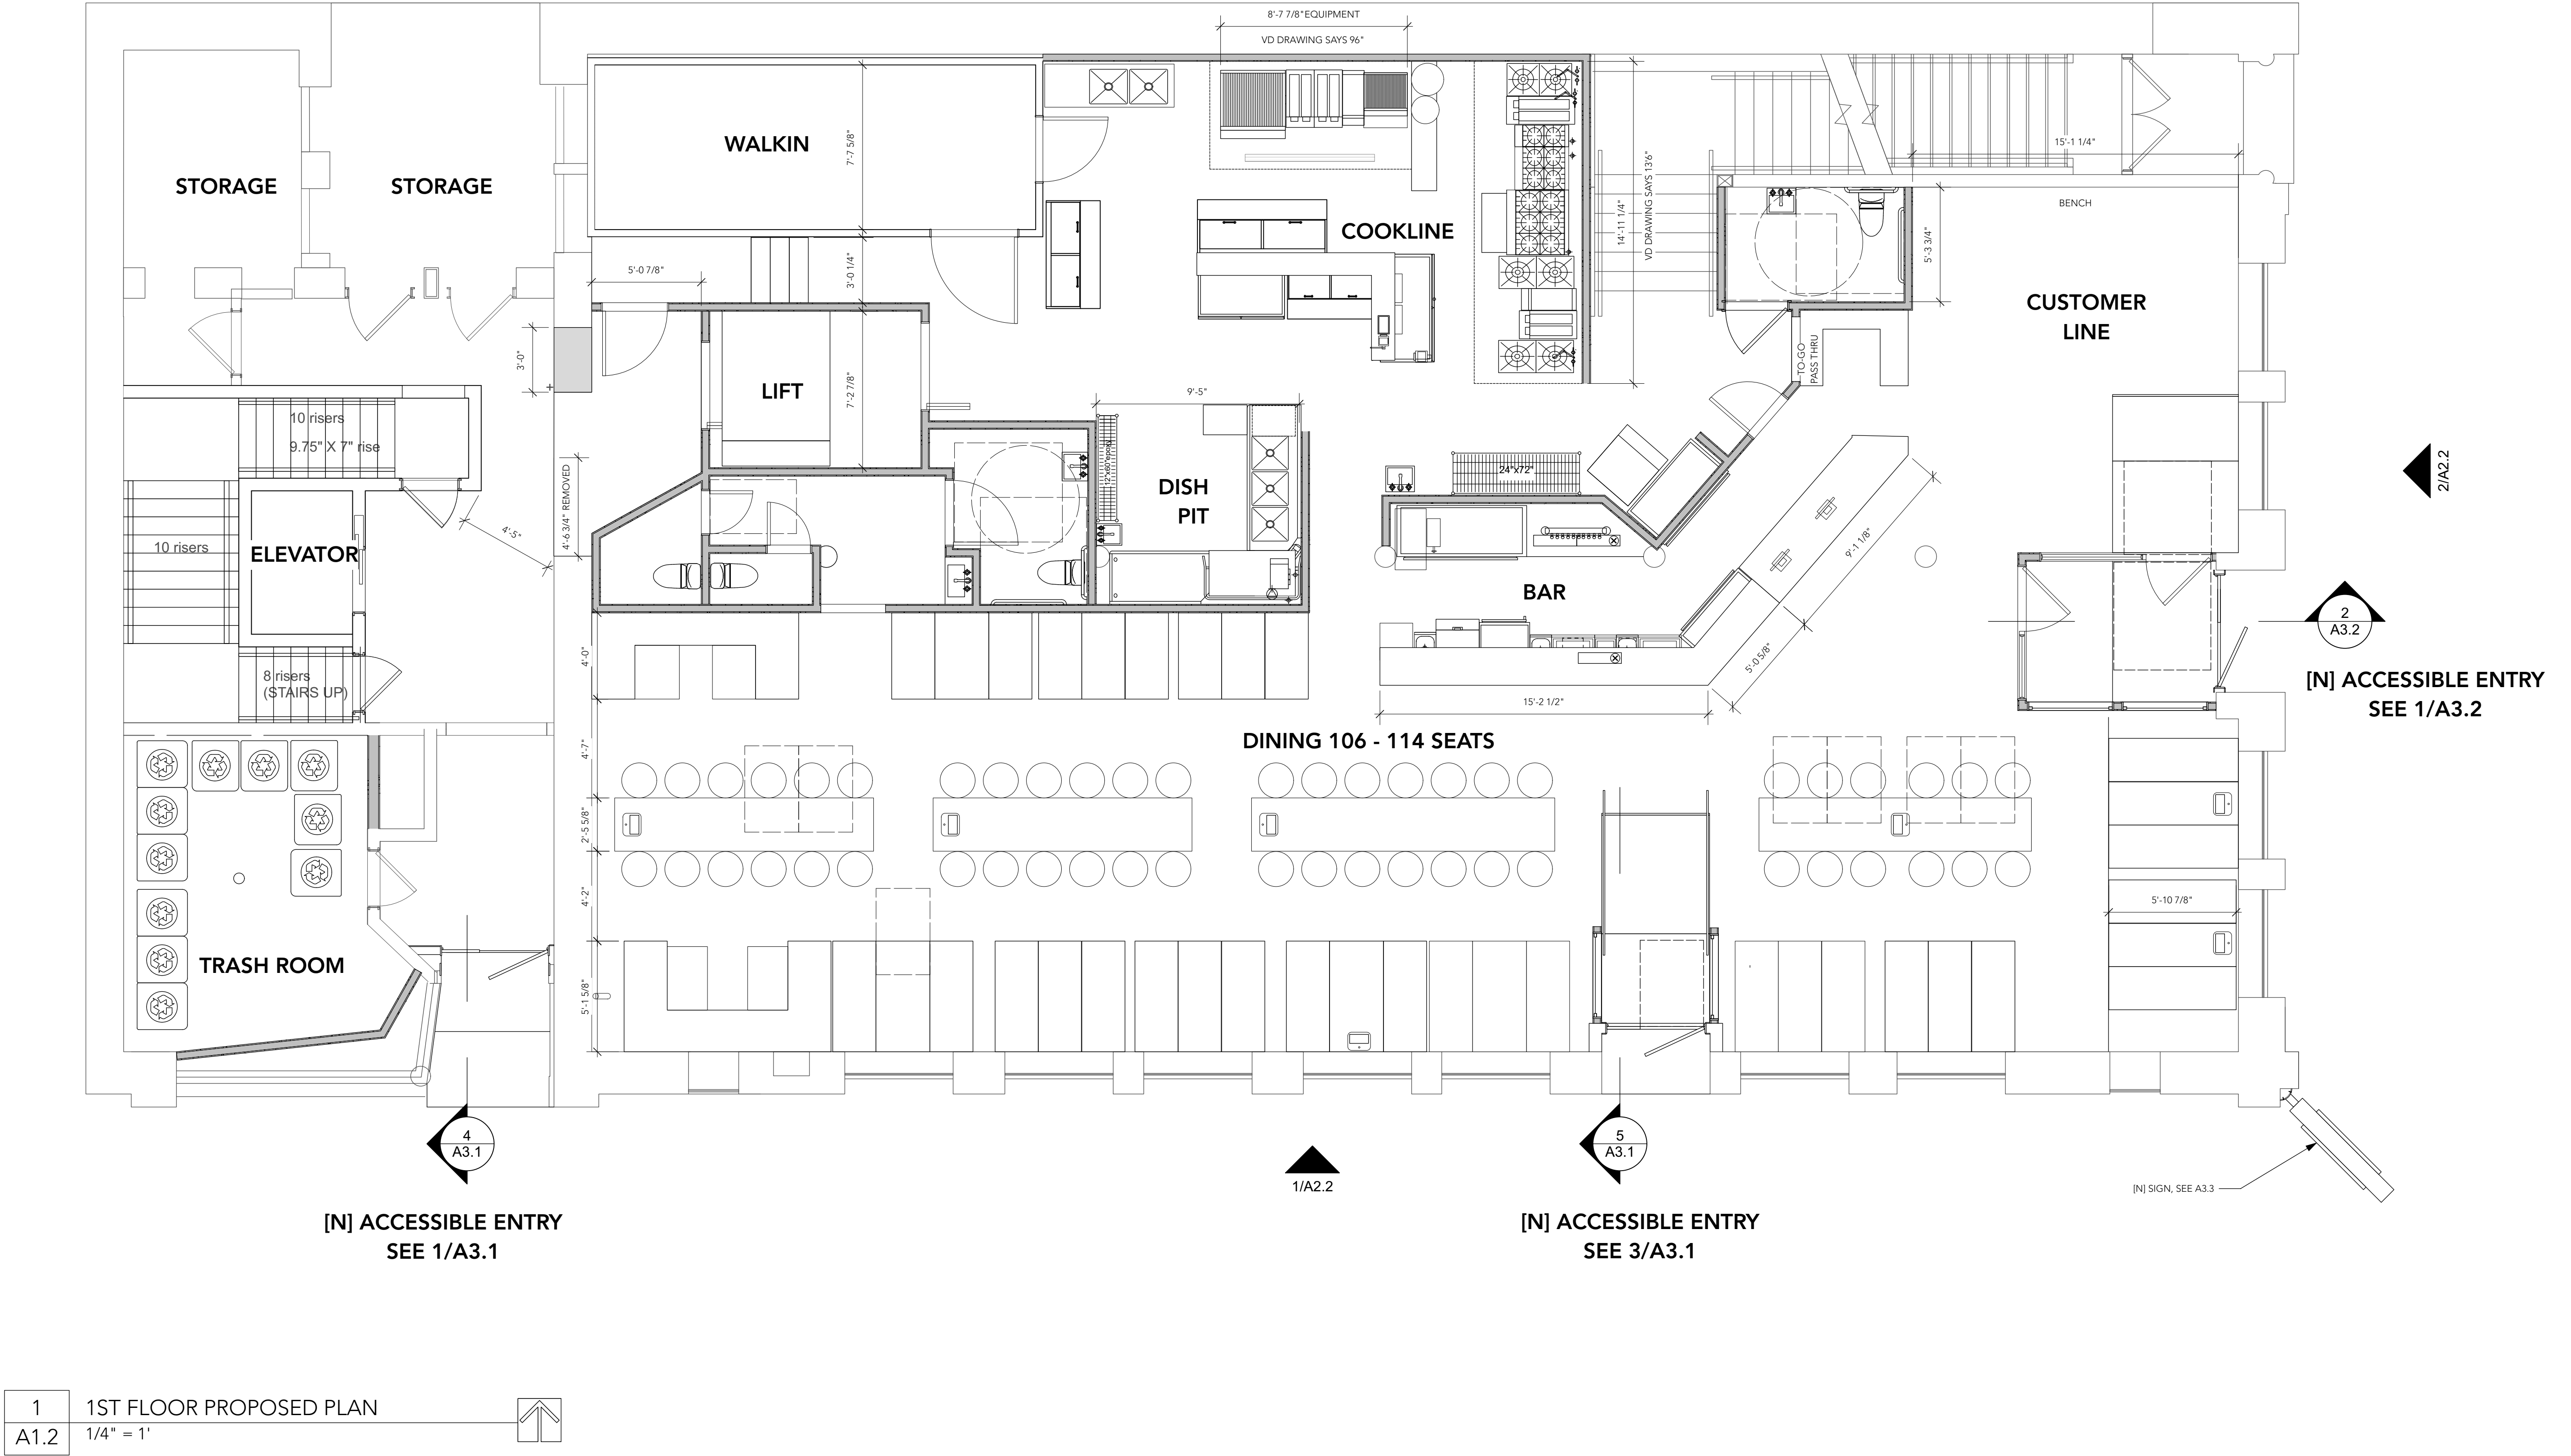 8'-7 7/8" EQUIPMENT
VD DRAWING SAYS 96"
WALKIN
7'-7 5/8"
15'-1 1/4"
STORAGE
STORAGE
BENCH
COOKLINE
14'-11 1/4"
VD DRAWING SAYS 13'6"
5'-3 3/4"
5'-0 7/8"
3'-0 1/4"
CUSTOMER
LINE
3'-0"
TO-GO
PASS THRU
LIFT
7'-2 7/8"
9'-5"
10 risers
9.75" X 7" rise
12"x60"epoxy
24"x72"
2/A2.2
4'-6 3/4" REMOVED
DISH
PIT
4'-5"
10 risers
ELEVATOR
9'-1 1/8"
BAR
2
A3.2
4'-0"
5'-0 5/8"
8 risers
(STAIRS UP)
[N] ACCESSIBLE ENTRY
SEE 1/A3.2
15'-2 1/2"
DINING 106 - 114 SEATS
4'-7"
2'-5 5/8"
4'-2"
5'-10 7/8"
TRASH ROOM
5'-1 5/8"
4
A3.1
5
A3.1
1/A2.2
[N] SIGN, SEE A3.3
[N] ACCESSIBLE ENTRY
SEE 1/A3.1
[N] ACCESSIBLE ENTRY
SEE 3/A3.1
1
1ST FLOOR PROPOSED PLAN
A1.2
1/4" = 1'